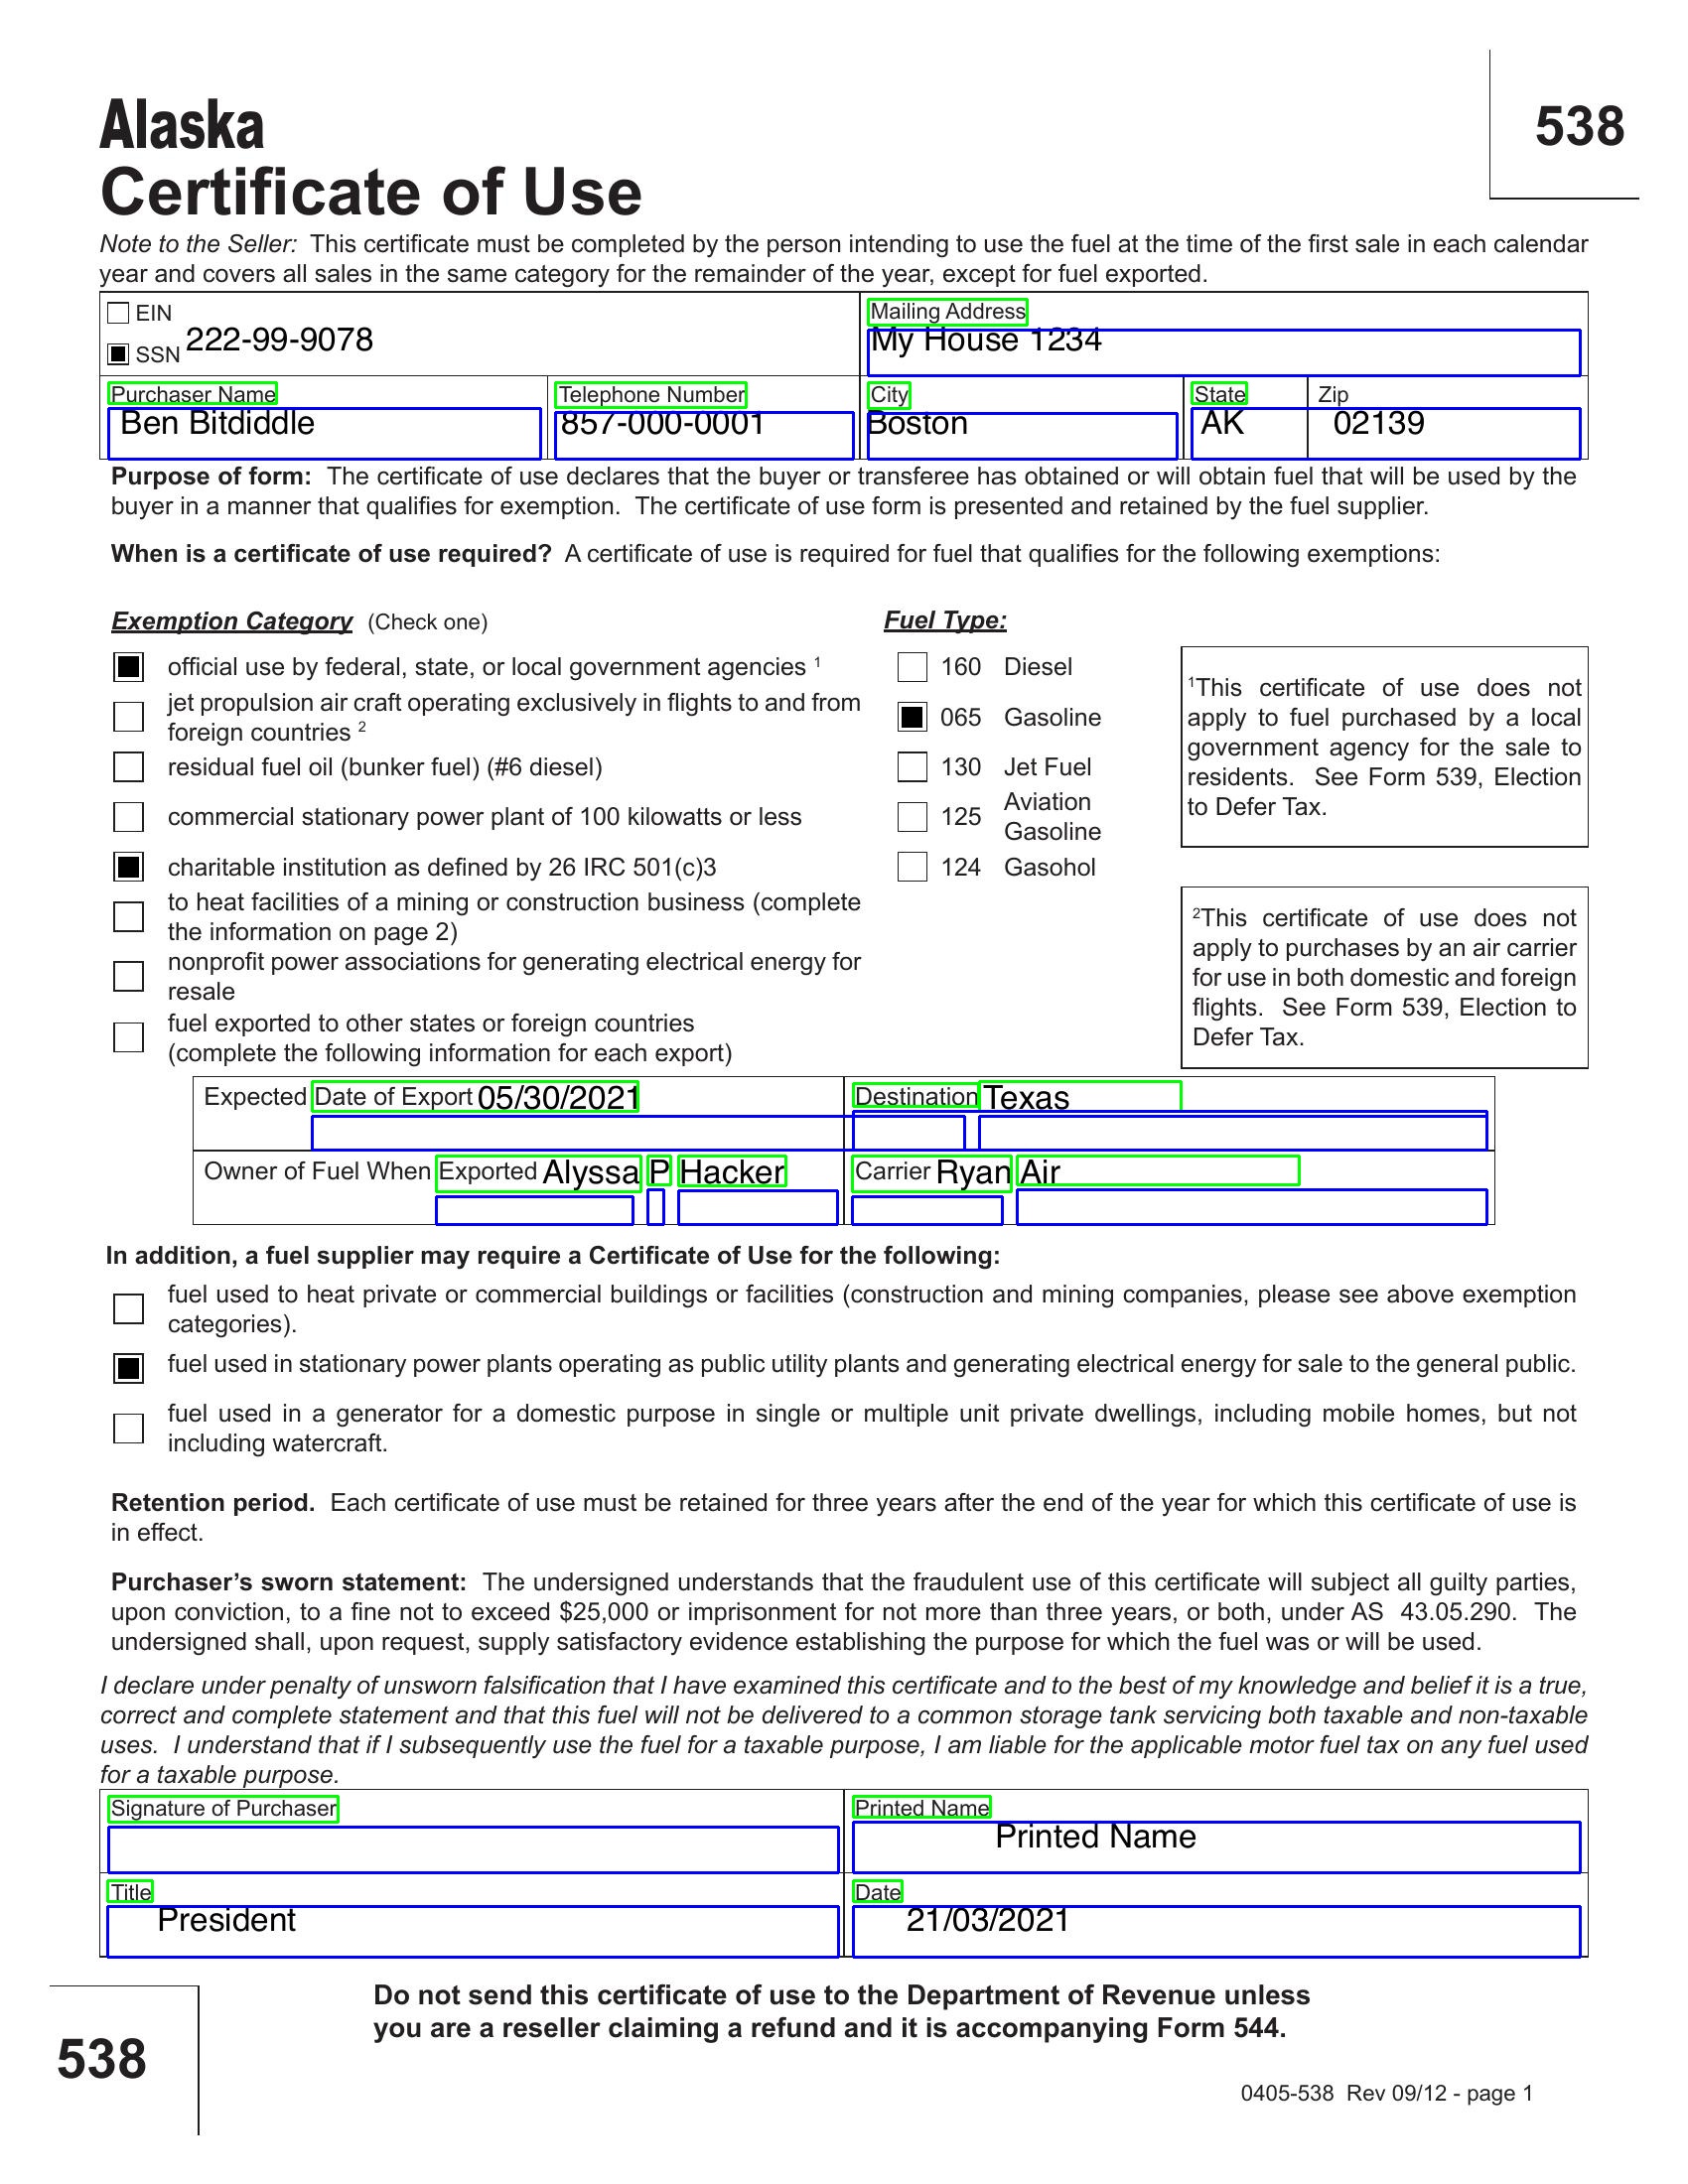 538
Alaska
Certificate of Use
Note to the Seller: This certificate must be completed by the person intending to use the fuel at the time of the first sale in each calendar
year and covers all sales in the same category for the remainder of the year, except for fuel exported.
EIN
SSN 222-99-9078
Mailing Address
My House 1234
Purchaser Name
Ben Bitdiddle
Telephone Number
857-000-0001
City
Boston
State
AK
Zip
02139
Purpose of form: The certificate of use declares that the buyer or transferee has obtained or will obtain fuel that will be used by the
buyer in a manner that qualifies for exemption. The certificate of use form is presented and retained by the fuel supplier.
When is a certificate of use required? A certificate of use is required for fuel that qualifies for the following exemptions:
Exemption Category (Check one)
official use by federal, state, or local government agencies 1
jet propulsion air craft operating exclusively in flights to and from
foreign countries 2
residual fuel oil (bunker fuel) (#6 diesel)
commercial stationary power plant of 100 kilowatts or less
charitable institution as defined by 26 IRC 501(c)3
to heat facilities of a mining or construction business (complete
the information on page 2)
nonprofit power associations for generating electrical energy for
resale
fuel exported to other states or foreign countries
(complete the following information for each export)
Fuel Type:
160 Diesel
065 Gasoline
130 Jet Fuel
125 Aviation
Gasoline
124 Gasohol
1This certificate of use does not
apply to fuel purchased by a local
government agency for the sale to
residents. See Form 539, Election
to Defer Tax.
2This certificate of use does not
apply to purchases by an air carrier
for use in both domestic and foreign
flights. See Form 539, Election to
Defer Tax.
Expected Date of Export 05/30/2021
Destination Texas
Owner of Fuel When Exported Alyssa P Hacker
Carrier Ryan Air
In addition, a fuel supplier may require a Certificate of Use for the following:
fuel used to heat private or commercial buildings or facilities (construction and mining companies, please see above exemption
categories).
fuel used in stationary power plants operating as public utility plants and generating electrical energy for sale to the general public.
fuel used in a generator for a domestic purpose in single or multiple unit private dwellings, including mobile homes, but not
including watercraft.
Retention period. Each certificate of use must be retained for three years after the end of the year for which this certificate of use is
in effect.
Purchaser's sworn statement: The undersigned understands that the fraudulent use of this certificate will subject all guilty parties,
upon conviction, to a fine not to exceed $25,000 or imprisonment for not more than three years, or both, under AS 43.05.290. The
undersigned shall, upon request, supply satisfactory evidence establishing the purpose for which the fuel was or will be used.
I declare under penalty of unsworn falsification that I have examined this certificate and to the best of my knowledge and belief it is a true,
correct and complete statement and that this fuel will not be delivered to a common storage tank servicing both taxable and non-taxable
uses. I understand that if I subsequently use the fuel for a taxable purpose, I am liable for the applicable motor fuel tax on any fuel used
for a taxable purpose.
Signature of Purchaser
Printed Name
Printed Name
Title
President
Date
21/03/2021
Do not send this certificate of use to the Department of Revenue unless
you are a reseller claiming a refund and it is accompanying Form 544.
538
0405-538 Rev 09/12 - page 1